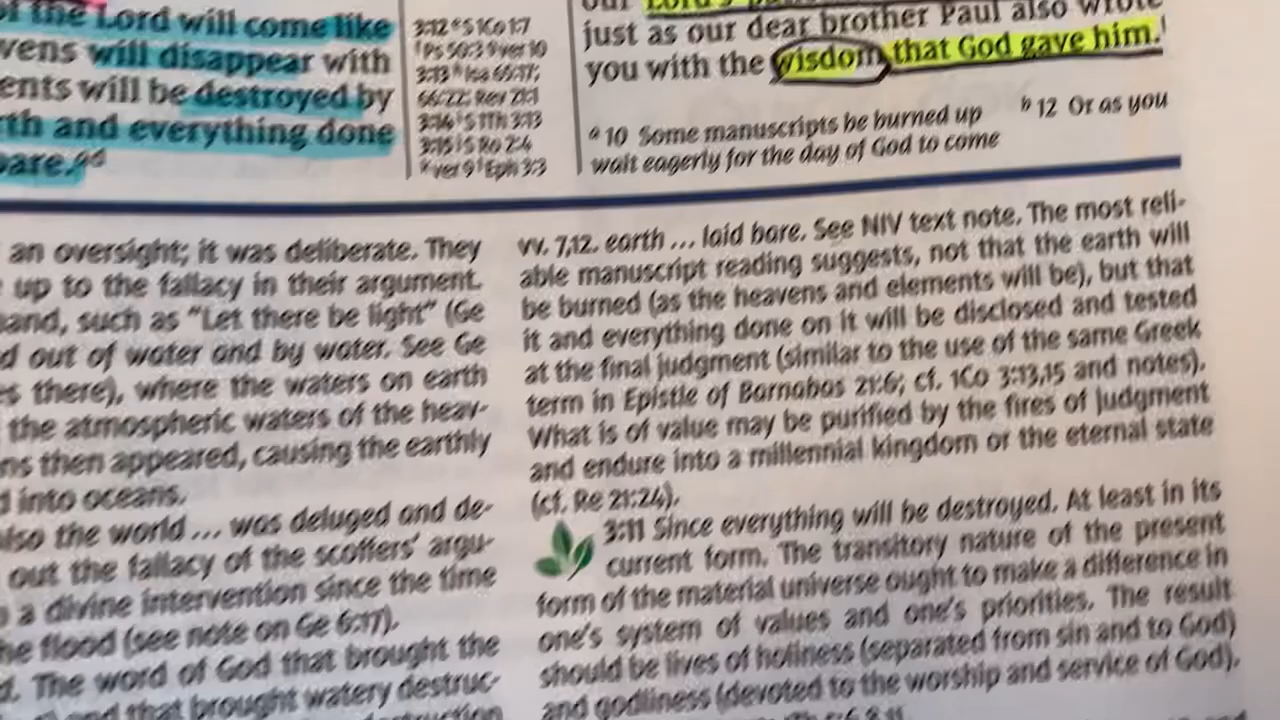 the Lord will come like
vens will disappear with
ents will be destroyed by
th and everything done
bare.
3:12 S 1Co 1:7
Ps 50:3 ver 10
3:13 Isa 65:17;
66:22; Rev 21:1
3:14 S 1Th 3:13
3:15 S Ro 2:4
ver 9 Eph 3:3
just as our dear brother Paul also wrote
you with the wisdom that God gave him.
a 10 Some manuscripts be burned up b 12 Or as you
wait eagerly for the day of God to come
an oversight; it was deliberate. They
up to the fallacy in their argument.
and, such as "Let there be light" (Ge
d out of water and by water. See Ge
s there), where the waters on earth
the atmospheric waters of the heav-
ns then appeared, causing the earthly
d into oceans.
lso the world ... was deluged and de-
out the fallacy of the scoffers' argu-
a divine intervention since the time
he flood (see note on Ge 6:17).
d. The word of God that brought the
and that brought watery destruc-
vv. 7,12. earth ... laid bare. See NIV text note. The most reli-
able manuscript reading suggests, not that the earth will
be burned (as the heavens and elements will be), but that
it and everything done on it will be disclosed and tested
at the final judgment (similar to the use of the same Greek
term in Epistle of Barnabas 21:6; cf. 1Co 3:13,15 and notes).
What is of value may be purified by the fires of judgment
and endure into a millennial kingdom or the eternal state
(cf. Re 21:24).
3:11 Since everything will be destroyed. At least in its
current form. The transitory nature of the present
form of the material universe ought to make a difference in
one's system of values and one's priorities. The result
should be lives of holiness (separated from sin and to God)
and godliness (devoted to the worship and service of God).